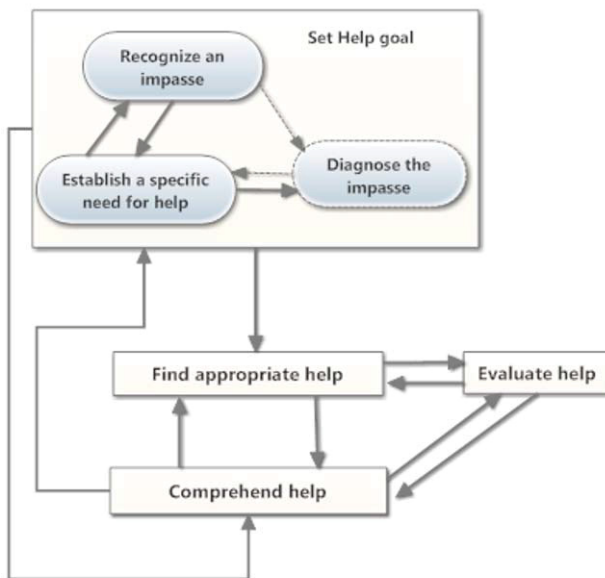 Set Help goal
Recognize an
impasse
Diagnose the
impasse
Establish a specific
need for help
Find appropriate help
Evaluate help
Comprehend help